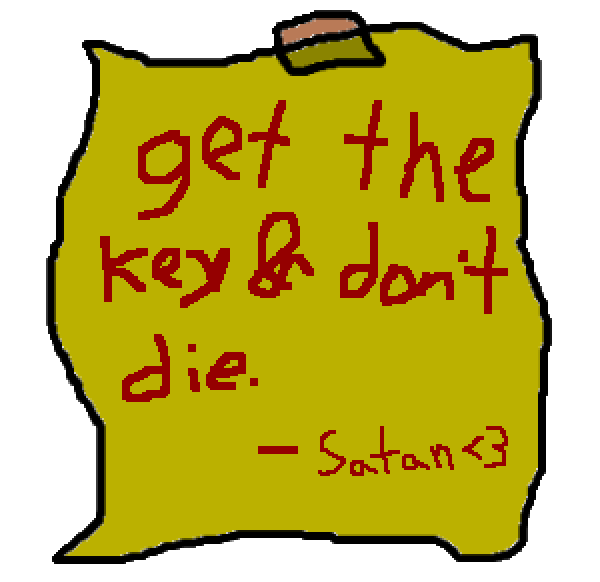 get the
key & don't
die.
- Satan <3